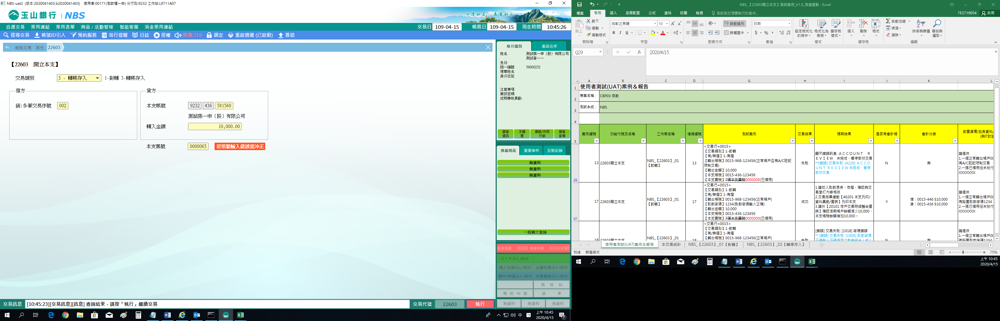 NBS-uat2 (版本:2020041403.b2020041403) 使用者:00171(測試櫃一幸) 分行別:9232 工作站:L9711A07
玉山銀行 | NBS
心清如玉，義重如山
自選交易 常用連結 常用表單 商品 / 活動管理 智能客服 消金常用連結
交易日 109-04-15 帳務日 109-04-15 現在時間 10:45:26
搜尋交易 帳號ID引入 預約服務 蒞行提醒 日誌 授權 廣播:319 鎖定 重啟週邊 (已啟動) 簽退
帳務交易 其他 22603
【22603 開立本支】
交易類別 3 - 轉帳存入 1-對轉 3-轉帳存入
借方
銷:多筆交易序號 002
貸方
本支帳號 9232 436 581560
測試張一申（股）有限公司
轉入金額 10,000.00
本支票號 0000065 若票號輸入錯誤需沖正
身分識別 產品往來
姓名 測試張一申（股）有限公司
測試黃一一
生日
統一編號 58000252
理專姓名
身分註記
注意事項
簡訊密碼
近期事故異動
顧客資訊 手續費 通路/共同行銷 顧客影像
推薦商品 重要事件 互動記錄
無資料
無資料
無資料
一般轉介登錄
服務號碼： 0000 等候時間： 00分00秒
ＶＩＰ:0人 00分
個人交易:0人 00分 企業交易:0人 00分
開戶/申請:0人 00分 外匯業務:0人 00分
再 呼 叫
預 約 叫 號 結 束
無資料 無資料 無資料
交易訊息 [10:45:23][交易訊息][訊息] 查詢結束，請按「執行」繼續交易 交易代號 22603 執行
中 上午 10:45
2020/4/15
7
NBS_【22603開立本支】測試案例_V1.0_測資盤點 - Excel
檔案 常用 插入 版面配置 公式 資料 校閱 檢視 告訴我您想要執行的動作... TEST19054 共用
貼上 剪下
複製
複製格式
剪貼簿
微軟正黑體 10
B I U
字型
自動換列
跨欄置中
對齊方式
日期
$ %
數值
設定格式化的條件 格式化為表格 儲存格樣式
樣式
插入 刪除 格式
儲存格
自動加總
填滿
清除
排序與篩選 尋找與選取
編輯
Q29 fx 2020/4/15
A B C D G H I J K L
1 使用者測試(UAT)案例＆報告
2 專案名稱： CBP03 存款
3 測試系統： NBS
4
5 案例編號 功能代號及名稱 工作表名稱 情境編號 測試案例 交易結果 預期結果 是否有會計帳 會計分錄 前置準備(包含資料/
(與IT討論
29 13 22603開立本支 NBS_【22603】_01【對轉】 13
<交易行=0015>
【交易類別】1-對轉
【有/無摺】1-有摺
【轉出帳號】0015-968-123456(正常帳戶且有A/C註記限制交易)
【轉出金額】10,000
【本支帳號】0015-436-123456
【本支票號】7碼本支票號0000008(已領用)
失敗
顯示錯誤訊息: ＡＣＣＯＵＮＴ　ＲＥＶＩＥＷ　未完成，暫停部份交易
**[錯誤] 交易失敗: [4220] ＡＣＣＯＵＮＴ ＲＥＶＩＥＷ 未完成，暫停部份交易
N 無
請提供
1.一個正常轉出帳戶00
有A/C註記限制交易
2.一張已領用但未兌付
XXXXXXX
37 17 22603開立本支 NBS_【22603】_01【對轉】 17
<交易行=0015>
【交易類別】1-對轉
【有/無摺】1-有摺
【轉出帳號】0015-968-123456(正常帳戶)
【取款密碼】1234(取款密碼輸入正確)
【轉出金額】10,000
【本支帳號】0015-436-123456
【本支票號】7碼本支票號0000009(已領用)
成功
1.請放入取款憑條、存摺，確認與交易登打內容相符
2.交易完畢連動【46201 本支列印/資料異動/查詢】列印本支
3.請於【20101 存戶交易明細整合查詢】確認活期帳戶餘額減少10,000，本支帳號餘額增加10,000。
Y
借：0015-446 $10,000
貸：0015-436 $10,000
請提供
1.一個正常轉出帳戶00
有設置取款密碼1234
2.一張已領用但未兌付
XXXXXXX
18 22603開立本支 NBS_【22603】_01 18
<交易行=0015>
【交易類別】1-對轉
【有/無摺】1-有摺
【轉出帳號】0015-968-123456(正常帳戶)
失敗
[錯誤] 交易失敗: [1018] 密碼錯誤
** [錯誤] 交易失敗: [1008] 取款密碼
N 無
請提供
1.一個正常轉出帳戶00
有設置取款密碼1234
使用者測試(UAT)案例＆報告 本交易統計 NBS_【22603】_01【對轉】 NBS_【22603】_02【轉帳存入】
就緒 篩選模式 75%
上午 10:45
2020/4/15